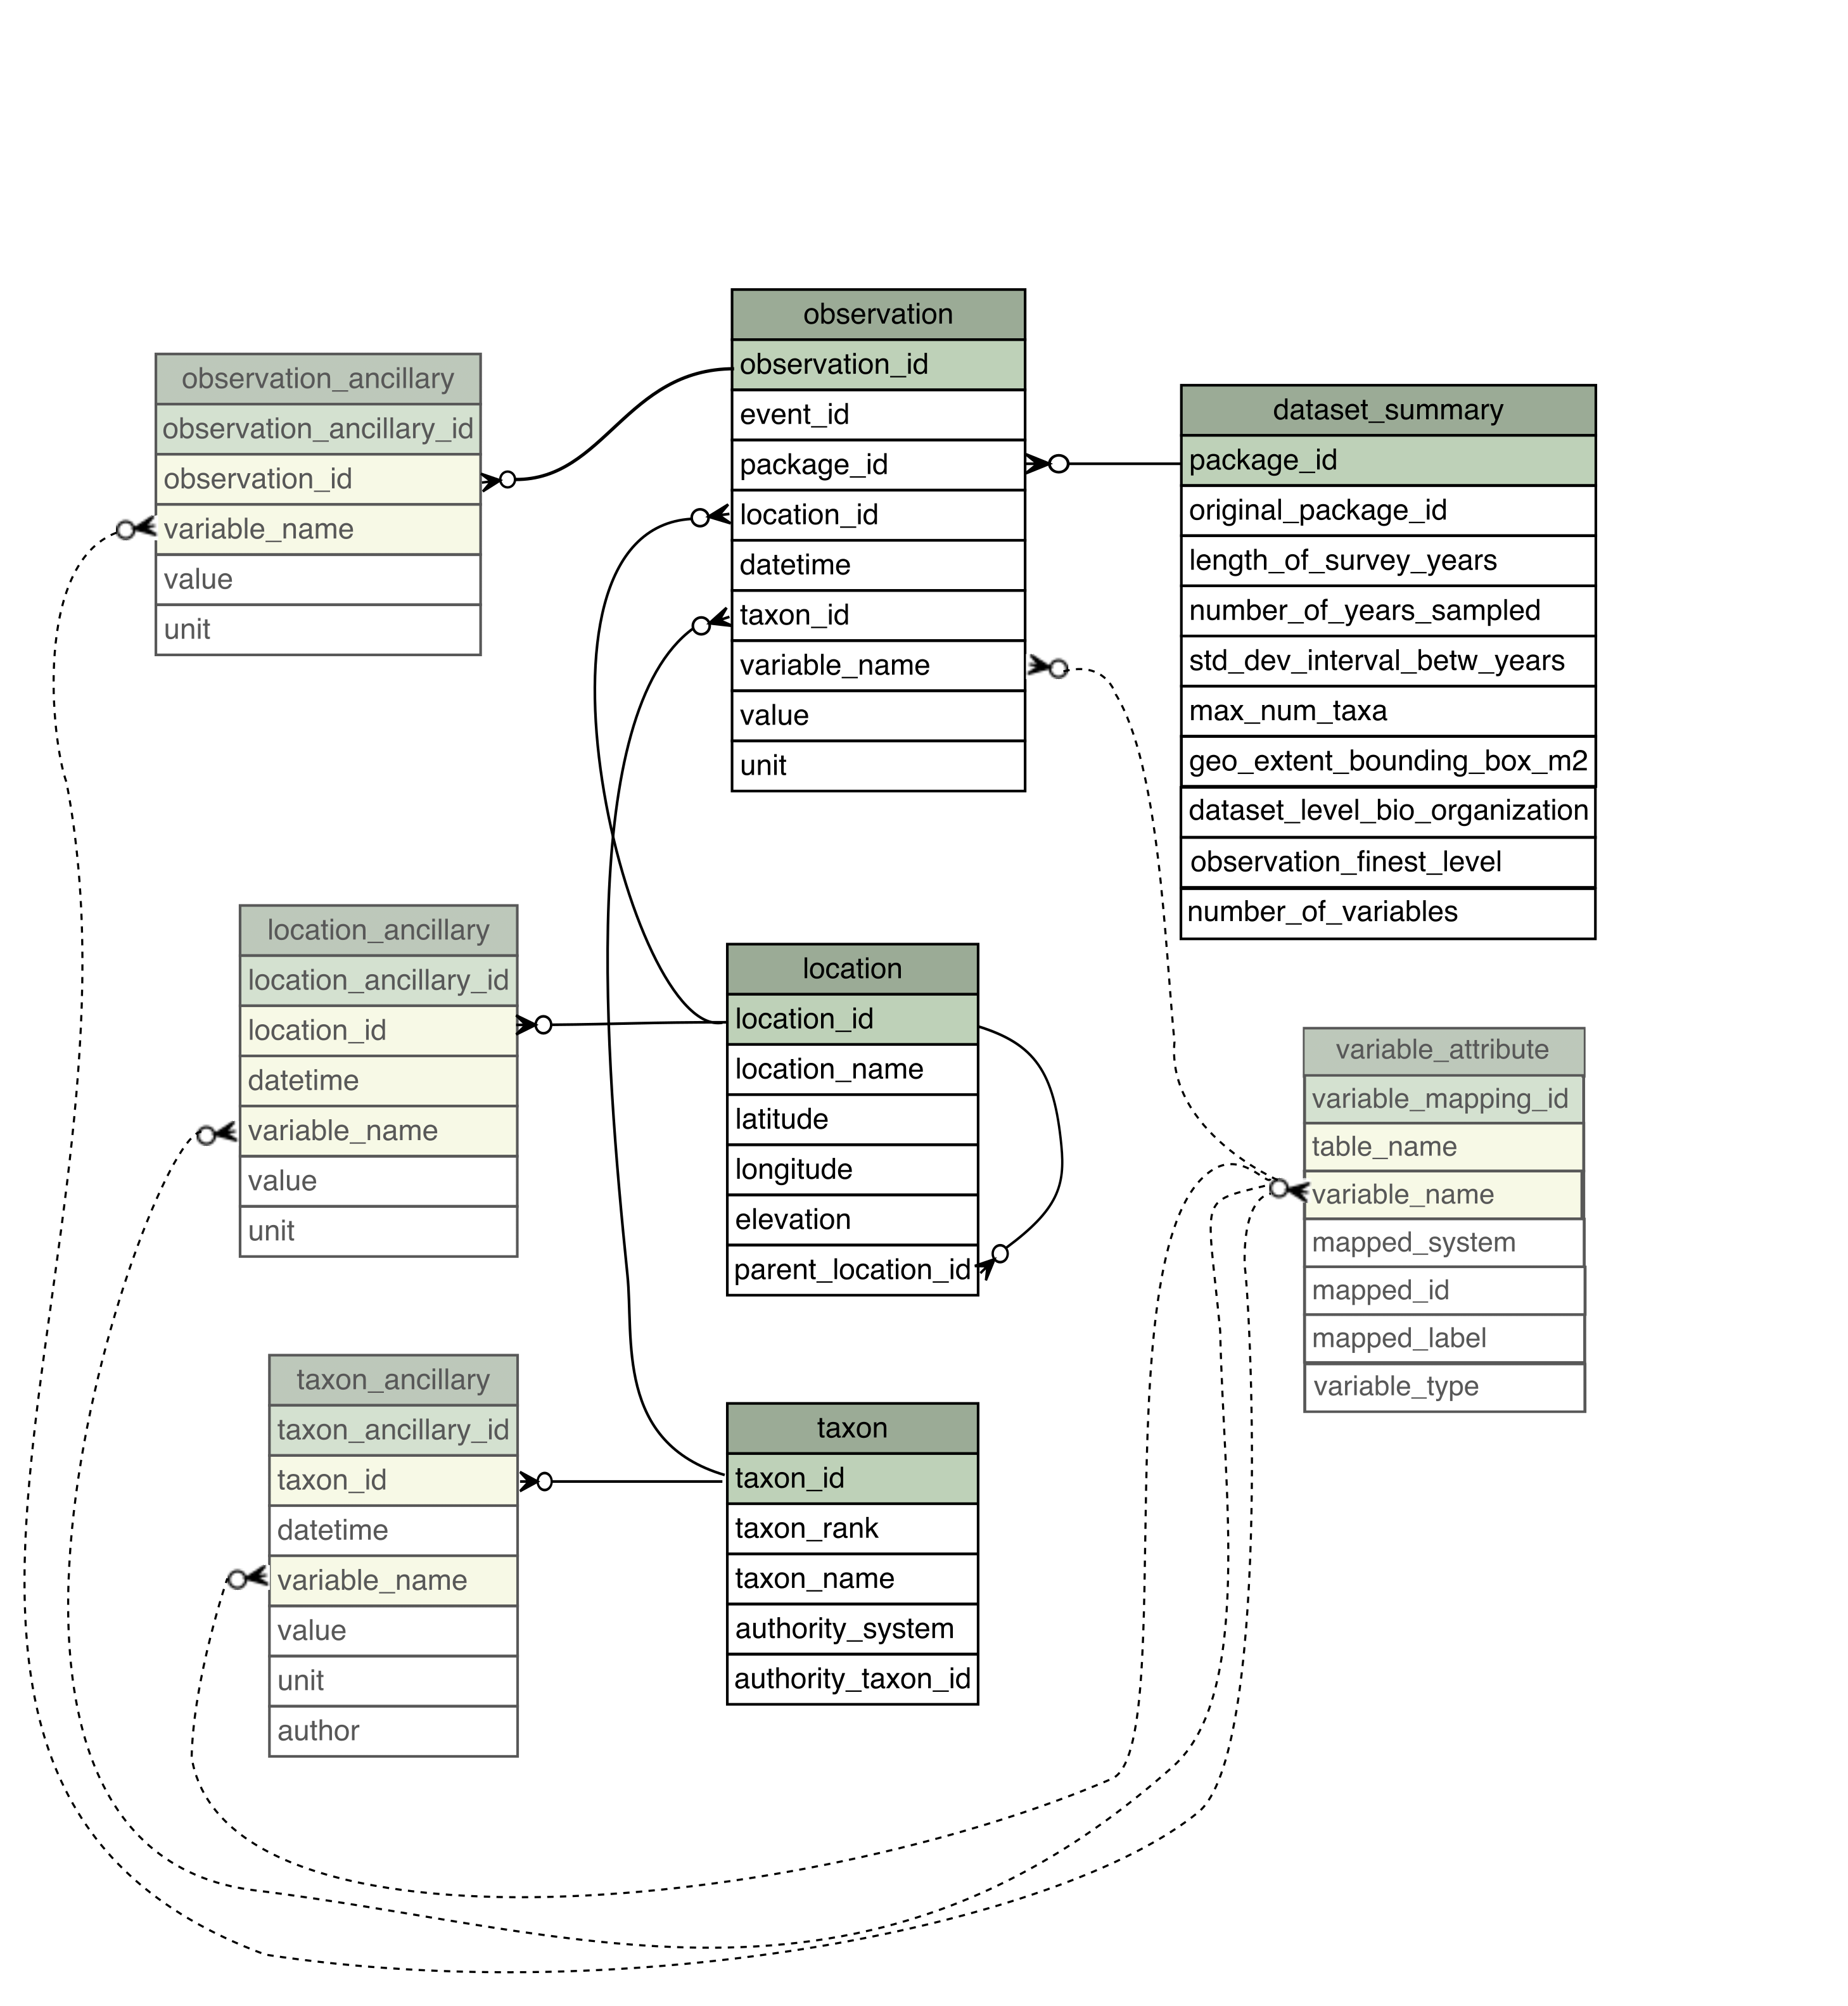 observation
observation_id
event_id
package_id
location_id
datetime
taxon_id
variable_name
value
unit
observation_ancillary
observation_ancillary_id
observation_id
variable_name
value
unit
dataset_summary
package_id
original_package_id
length_of_survey_years
number_of_years_sampled
std_dev_interval_betw_years
max_num_taxa
geo_extent_bounding_box_m2
dataset_level_bio_organization
observation_finest_level
number_of_variables
location_ancillary
location_ancillary_id
location_id
datetime
variable_name
value
unit
location
location_id
location_name
latitude
longitude
elevation
parent_location_id
variable_attribute
variable_mapping_id
table_name
variable_name
mapped_system
mapped_id
mapped_label
variable_type
taxon_ancillary
taxon_ancillary_id
taxon_id
datetime
variable_name
value
unit
author
taxon
taxon_id
taxon_rank
taxon_name
authority_system
authority_taxon_id